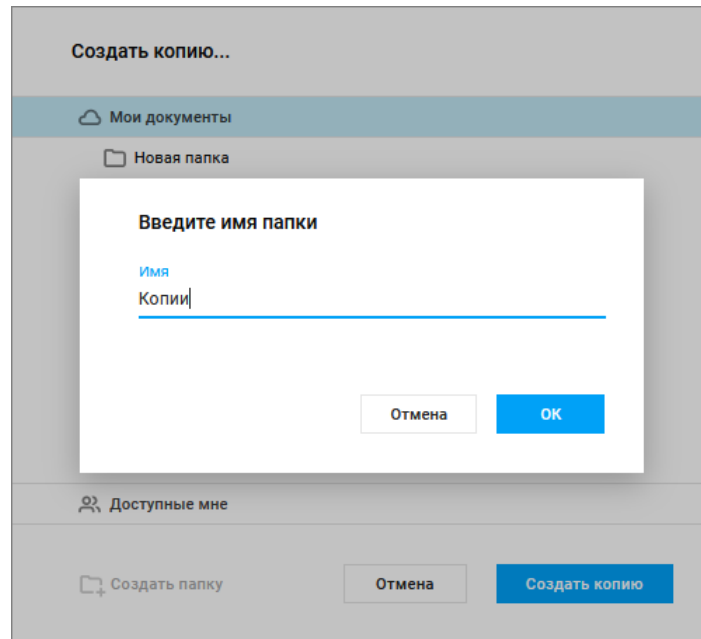 Создать копию...
Мои документы
Новая папка
Введите имя папки
Имя
Копии
Отмена
ОК
Доступные мне
Создать папку
Отмена
Создать копию